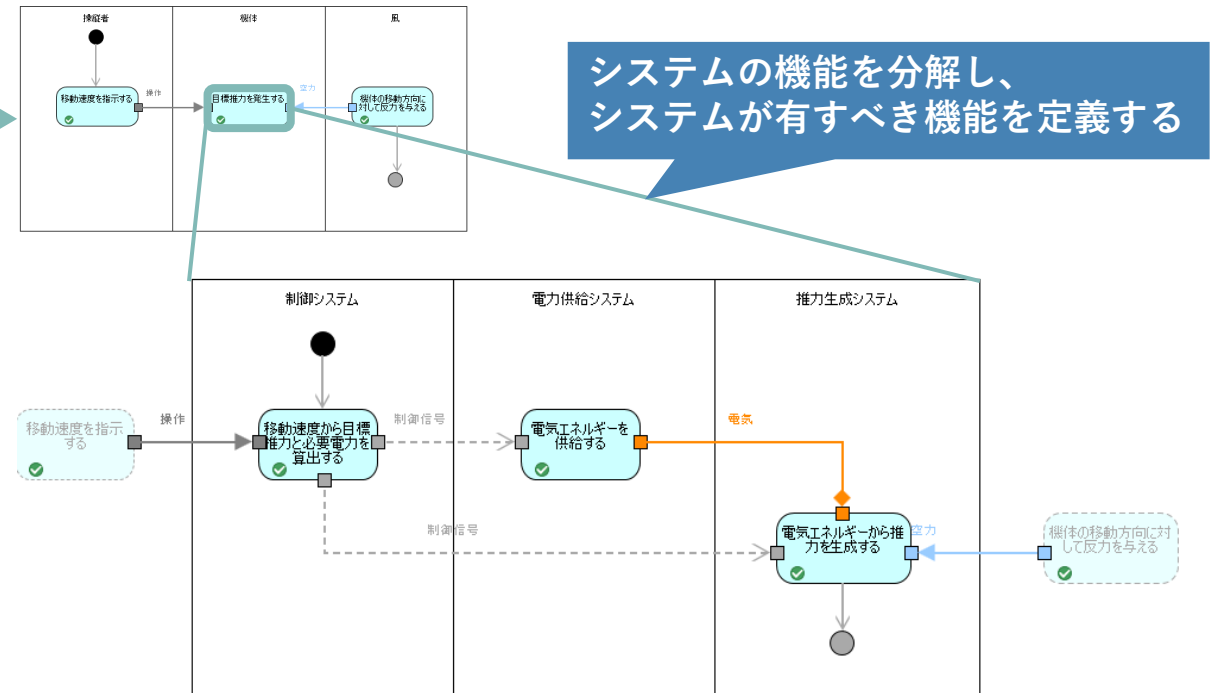 操縦者
機体
風
移動速度を指示する
操作
目標推力を発生する
空力
機体の移動方向に
対して反力を与える
システムの機能を分解し、
システムが有すべき機能を定義する
制御システム
電力供給システム
推力生成システム
移動速度を指示
する
操作
移動速度から目標
推力と必要電力を
算出する
制御信号
電気エネルギーを
供給する
電気
制御信号
電気エネルギーから推
力を生成する
空力
機体の移動方向に対
して反力を与える